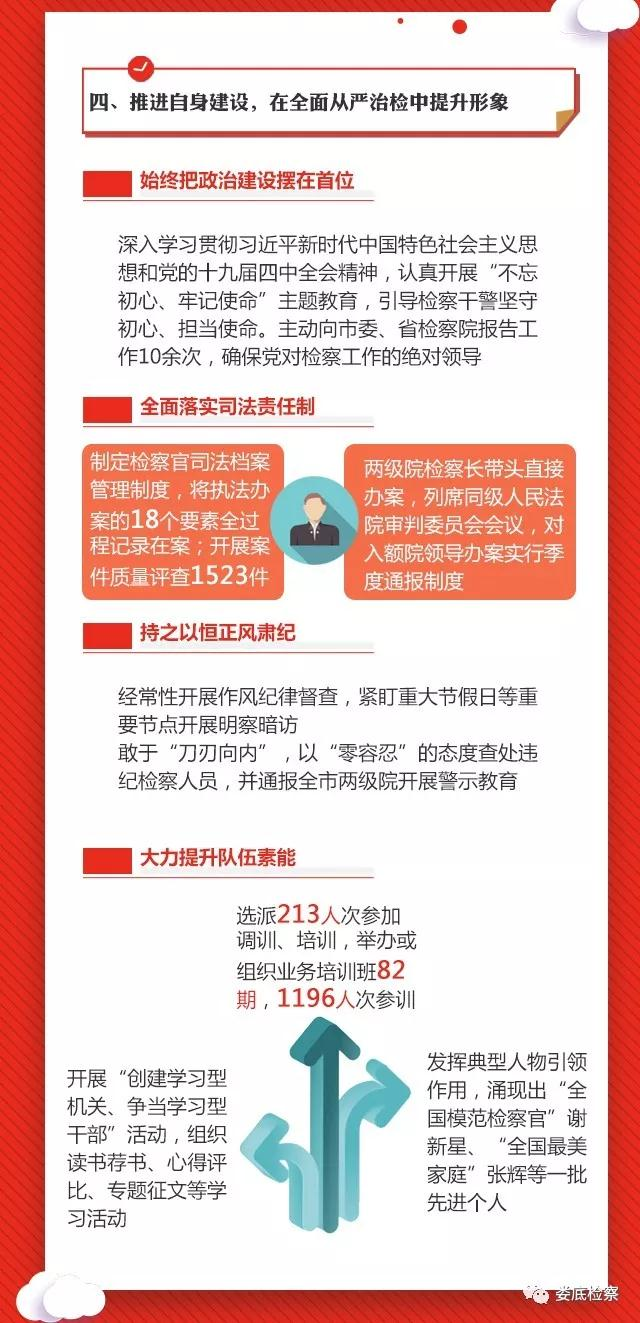 四、推进自身建设，在全面从严治检中提升形象
始终把政治建设摆在首位
深入学习贯彻习近平新时代中国特色社会主义思
想和党的十九届四中全会精神，认真开展“不忘
初心、牢记使命”主题教育，引导检察干警坚守
初心、担当使命。主动向市委、省检察院报告工
作10余次，确保党对检察工作的绝对领导
全面落实司法责任制
制定检察官司法档案
管理制度，将执法办
案的18个要素全过
程记录在案；开展案
件质量评查1523件
两级院检察长带头直接
办案，列席同级人民法
院审判委员会会议，对
入额院领导办案实行季
度通报制度
持之以恒正风肃纪
经常性开展作风纪律督查，紧盯重大节假日等重
要节点开展明察暗访
敢于“刀刃向内”，以“零容忍”的态度查处违
纪检察人员，并通报全市两级院开展警示教育
大力提升队伍素能
选派213人次参加
调训、培训，举办或
组织业务培训班82
期，1196人次参训
开展“创建学习型
机关、争当学习型
干部”活动，组织
读书荐书、心得评
比、专题征文等学
习活动
发挥典型人物引领
作用，涌现出“全
国模范检察官”谢
新星、“全国最美
家庭”张辉等一批
先进个人
娄底检察